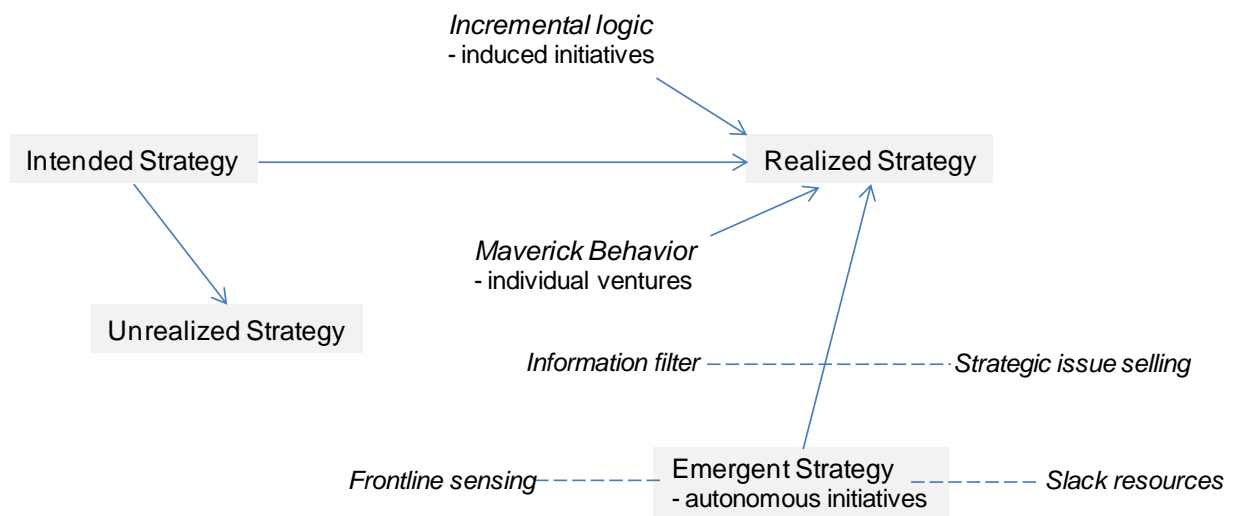 Incremental logic
- induced initiatives
Intended Strategy
Realized Strategy
Maverick Behavior
- individual ventures
Unrealized Strategy
Information filter
Strategic issue selling
Emergent Strategy
- autonomous initiatives
Frontline sensing
Slack resources